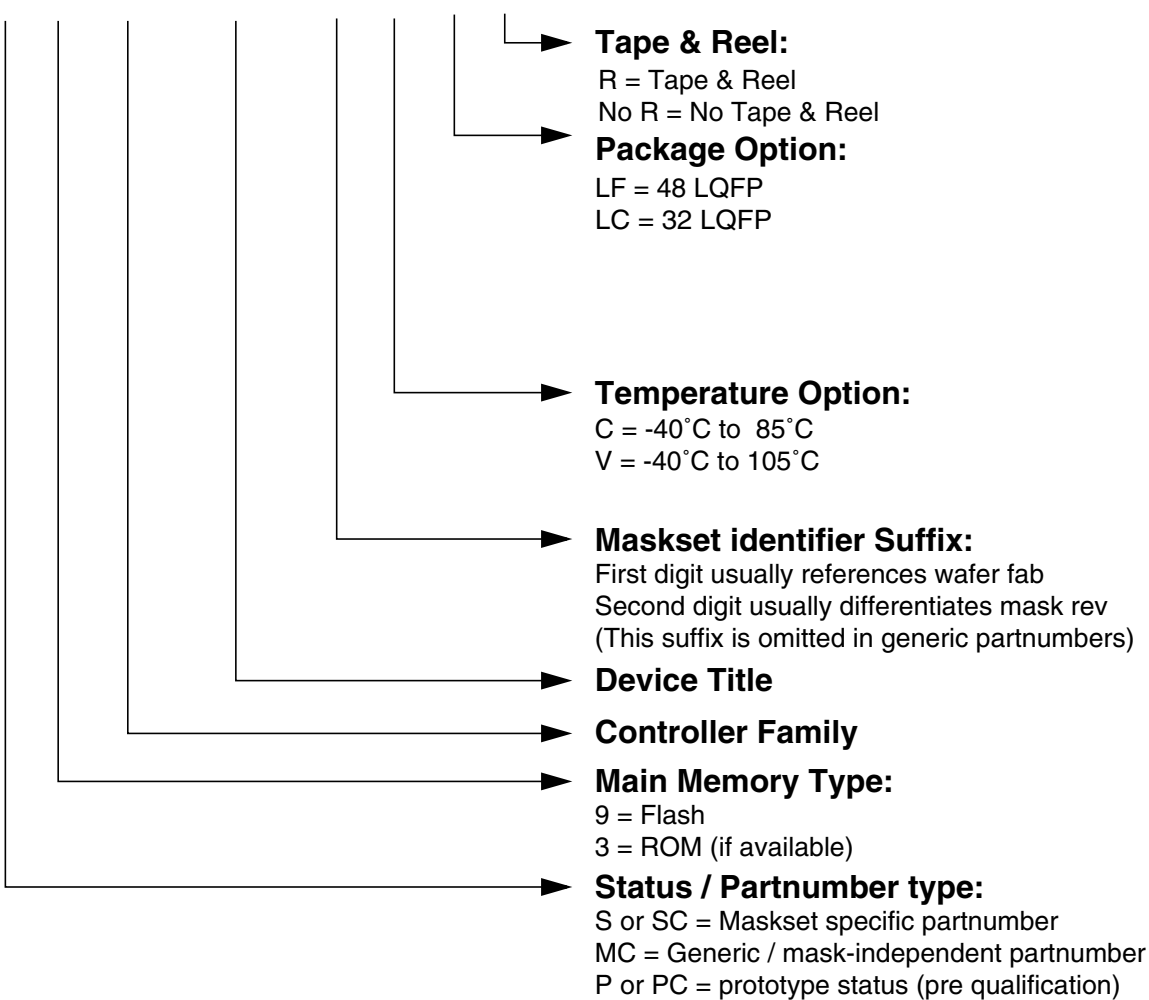 Tape & Reel:
R = Tape & Reel
No R = No Tape & Reel
Package Option:
LF = 48 LQFP
LC = 32 LQFP
Temperature Option:
C = -40˚C to 85˚C
V = -40˚C to 105˚C
Maskset identifier Suffix:
First digit usually references wafer fab
Second digit usually differentiates mask rev
(This suffix is omitted in generic partnumbers)
Device Title
Controller Family
Main Memory Type:
9 = Flash
3 = ROM (if available)
Status / Partnumber type:
S or SC = Maskset specific partnumber
MC = Generic / mask-independent partnumber
P or PC = prototype status (pre qualification)